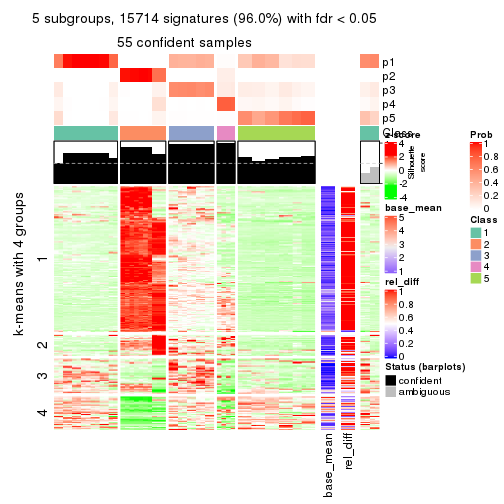 5 subgroups, 15714 signatures (96.0%) with fdr < 0.05
55 confident samples
p1
p2
p3
p4
p5
Class
k-means with 4 groups
1
2
3
4
base_mean
rel_diff
z-score
4
2
0
-2
-4
Silhouette
score
base_mean
5
4
3
2
1
rel_diff
1
0.8
0.6
0.4
0.2
0
Status (barplots)
confident
ambiguous
Prob
1
0.8
0.6
0.4
0.2
0
Class
1
2
3
4
5